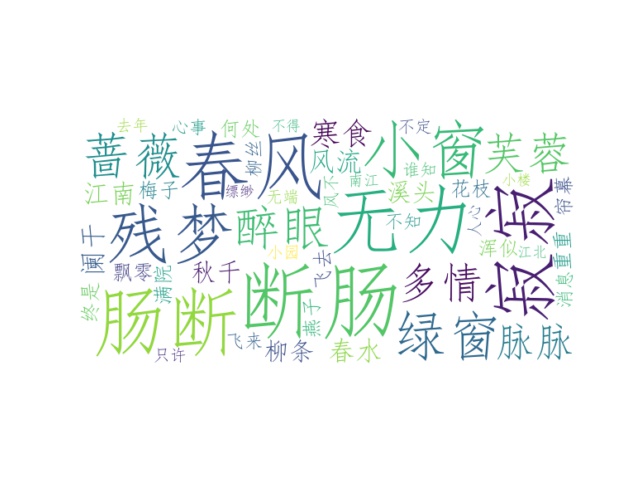 去年
心事
何处
不得
寒食
不定
蔷薇
春风
柳丝
风流
小窗
谁知
芙蓉
江南
梅子
缥缈
无端
风不
南江
溪头
花枝
小楼
帘幕
残梦
醉眼
无力
不知
人心
寂寂
阑干
飘零
满院
秋千
小园
飞去
多情
浑似
江北
重重
消息
终是
肠断
断肠
燕子
绿窗
脉脉
只许
飞来
柳条
春水